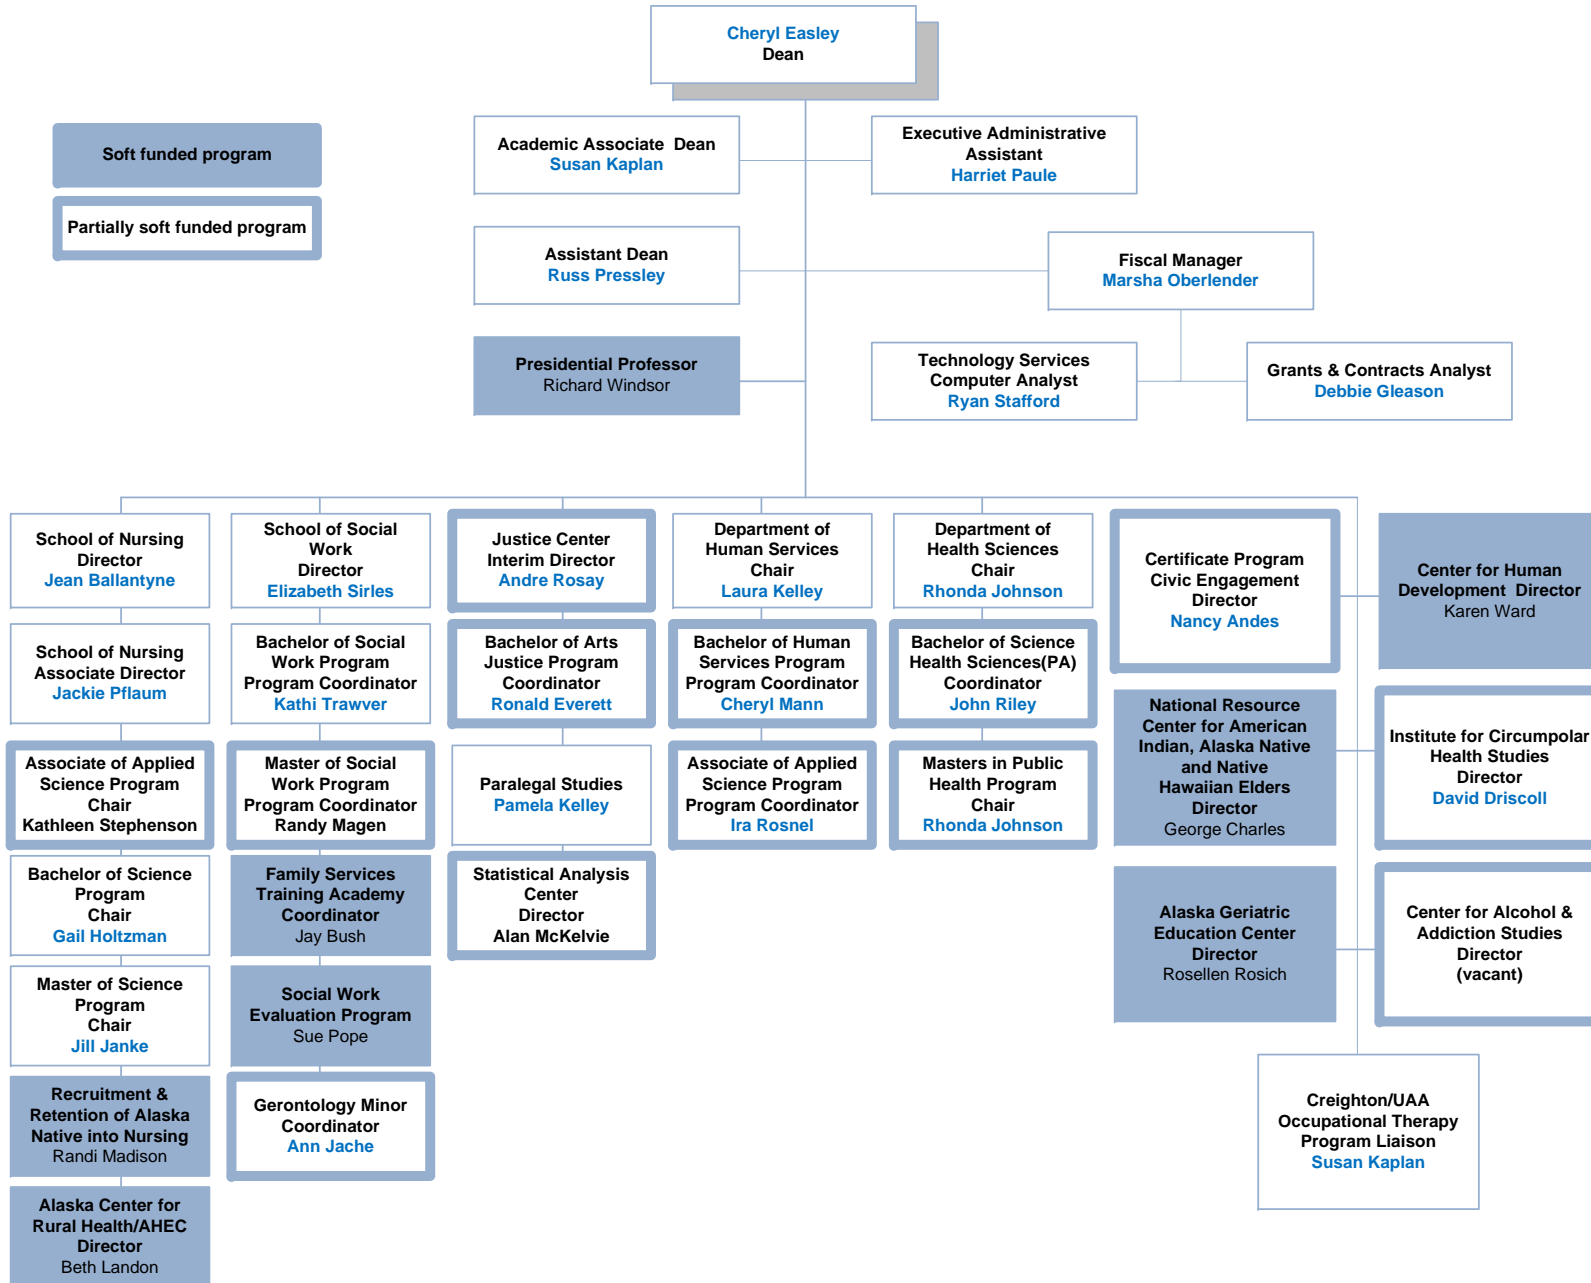 Cheryl Easley
Dean
Soft funded program
Partially soft funded program
Academic Associate Dean
Susan Kaplan
Executive Administrative
Assistant
Harriet Paule
Assistant Dean
Russ Pressley
Fiscal Manager
Marsha Oberlender
Presidential Professor
Richard Windsor
Technology Services
Computer Analyst
Ryan Stafford
Grants & Contracts Analyst
Debbie Gleason
School of Nursing
Director
Jean Ballantyne
School of Nursing
Associate Director
Jackie Pflaum
Associate of Applied
Science Program
Chair
Kathleen Stephenson
Bachelor of Science
Program
Chair
Gail Holtzman
Master of Science
Program
Chair
Jill Janke
Recruitment &
Retention of Alaska
Native into Nursing
Randi Madison
Alaska Center for
Rural Health/AHEC
Director
Beth Landon
School of Social
Work
Director
Elizabeth Sirles
Bachelor of Social
Work Program
Program Coordinator
Kathi Trawver
Master of Social
Work Program
Program Coordinator
Randy Magen
Family Services
Training Academy
Coordinator
Jay Bush
Social Work
Evaluation Program
Sue Pope
Gerontology Minor
Coordinator
Ann Jache
Justice Center
Interim Director
Andre Rosay
Bachelor of Arts
Justice Program
Coordinator
Ronald Everett
Paralegal Studies
Pamela Kelley
Statistical Analysis
Center
Director
Alan McKelvie
Department of
Human Services
Chair
Laura Kelley
Bachelor of Human
Services Program
Program Coordinator
Cheryl Mann
Associate of Applied
Science Program
Program Coordinator
Ira Rosnel
Department of
Health Sciences
Chair
Rhonda Johnson
Bachelor of Science
Health Sciences(PA)
Coordinator
John Riley
Masters in Public
Health Program
Chair
Rhonda Johnson
Certificate Program
Civic Engagement
Director
Nancy Andes
Center for Human
Development Director
Karen Ward
National Resource
Center for American
Indian, Alaska Native
and Native
Hawaiian Elders
Director
George Charles
Institute for Circumpolar
Health Studies
Director
David Driscoll
Alaska Geriatric
Education Center
Director
Rosellen Rosich
Center for Alcohol &
Addiction Studies
Director
(vacant)
Creighton/UAA
Occupational Therapy
Program Liaison
Susan Kaplan